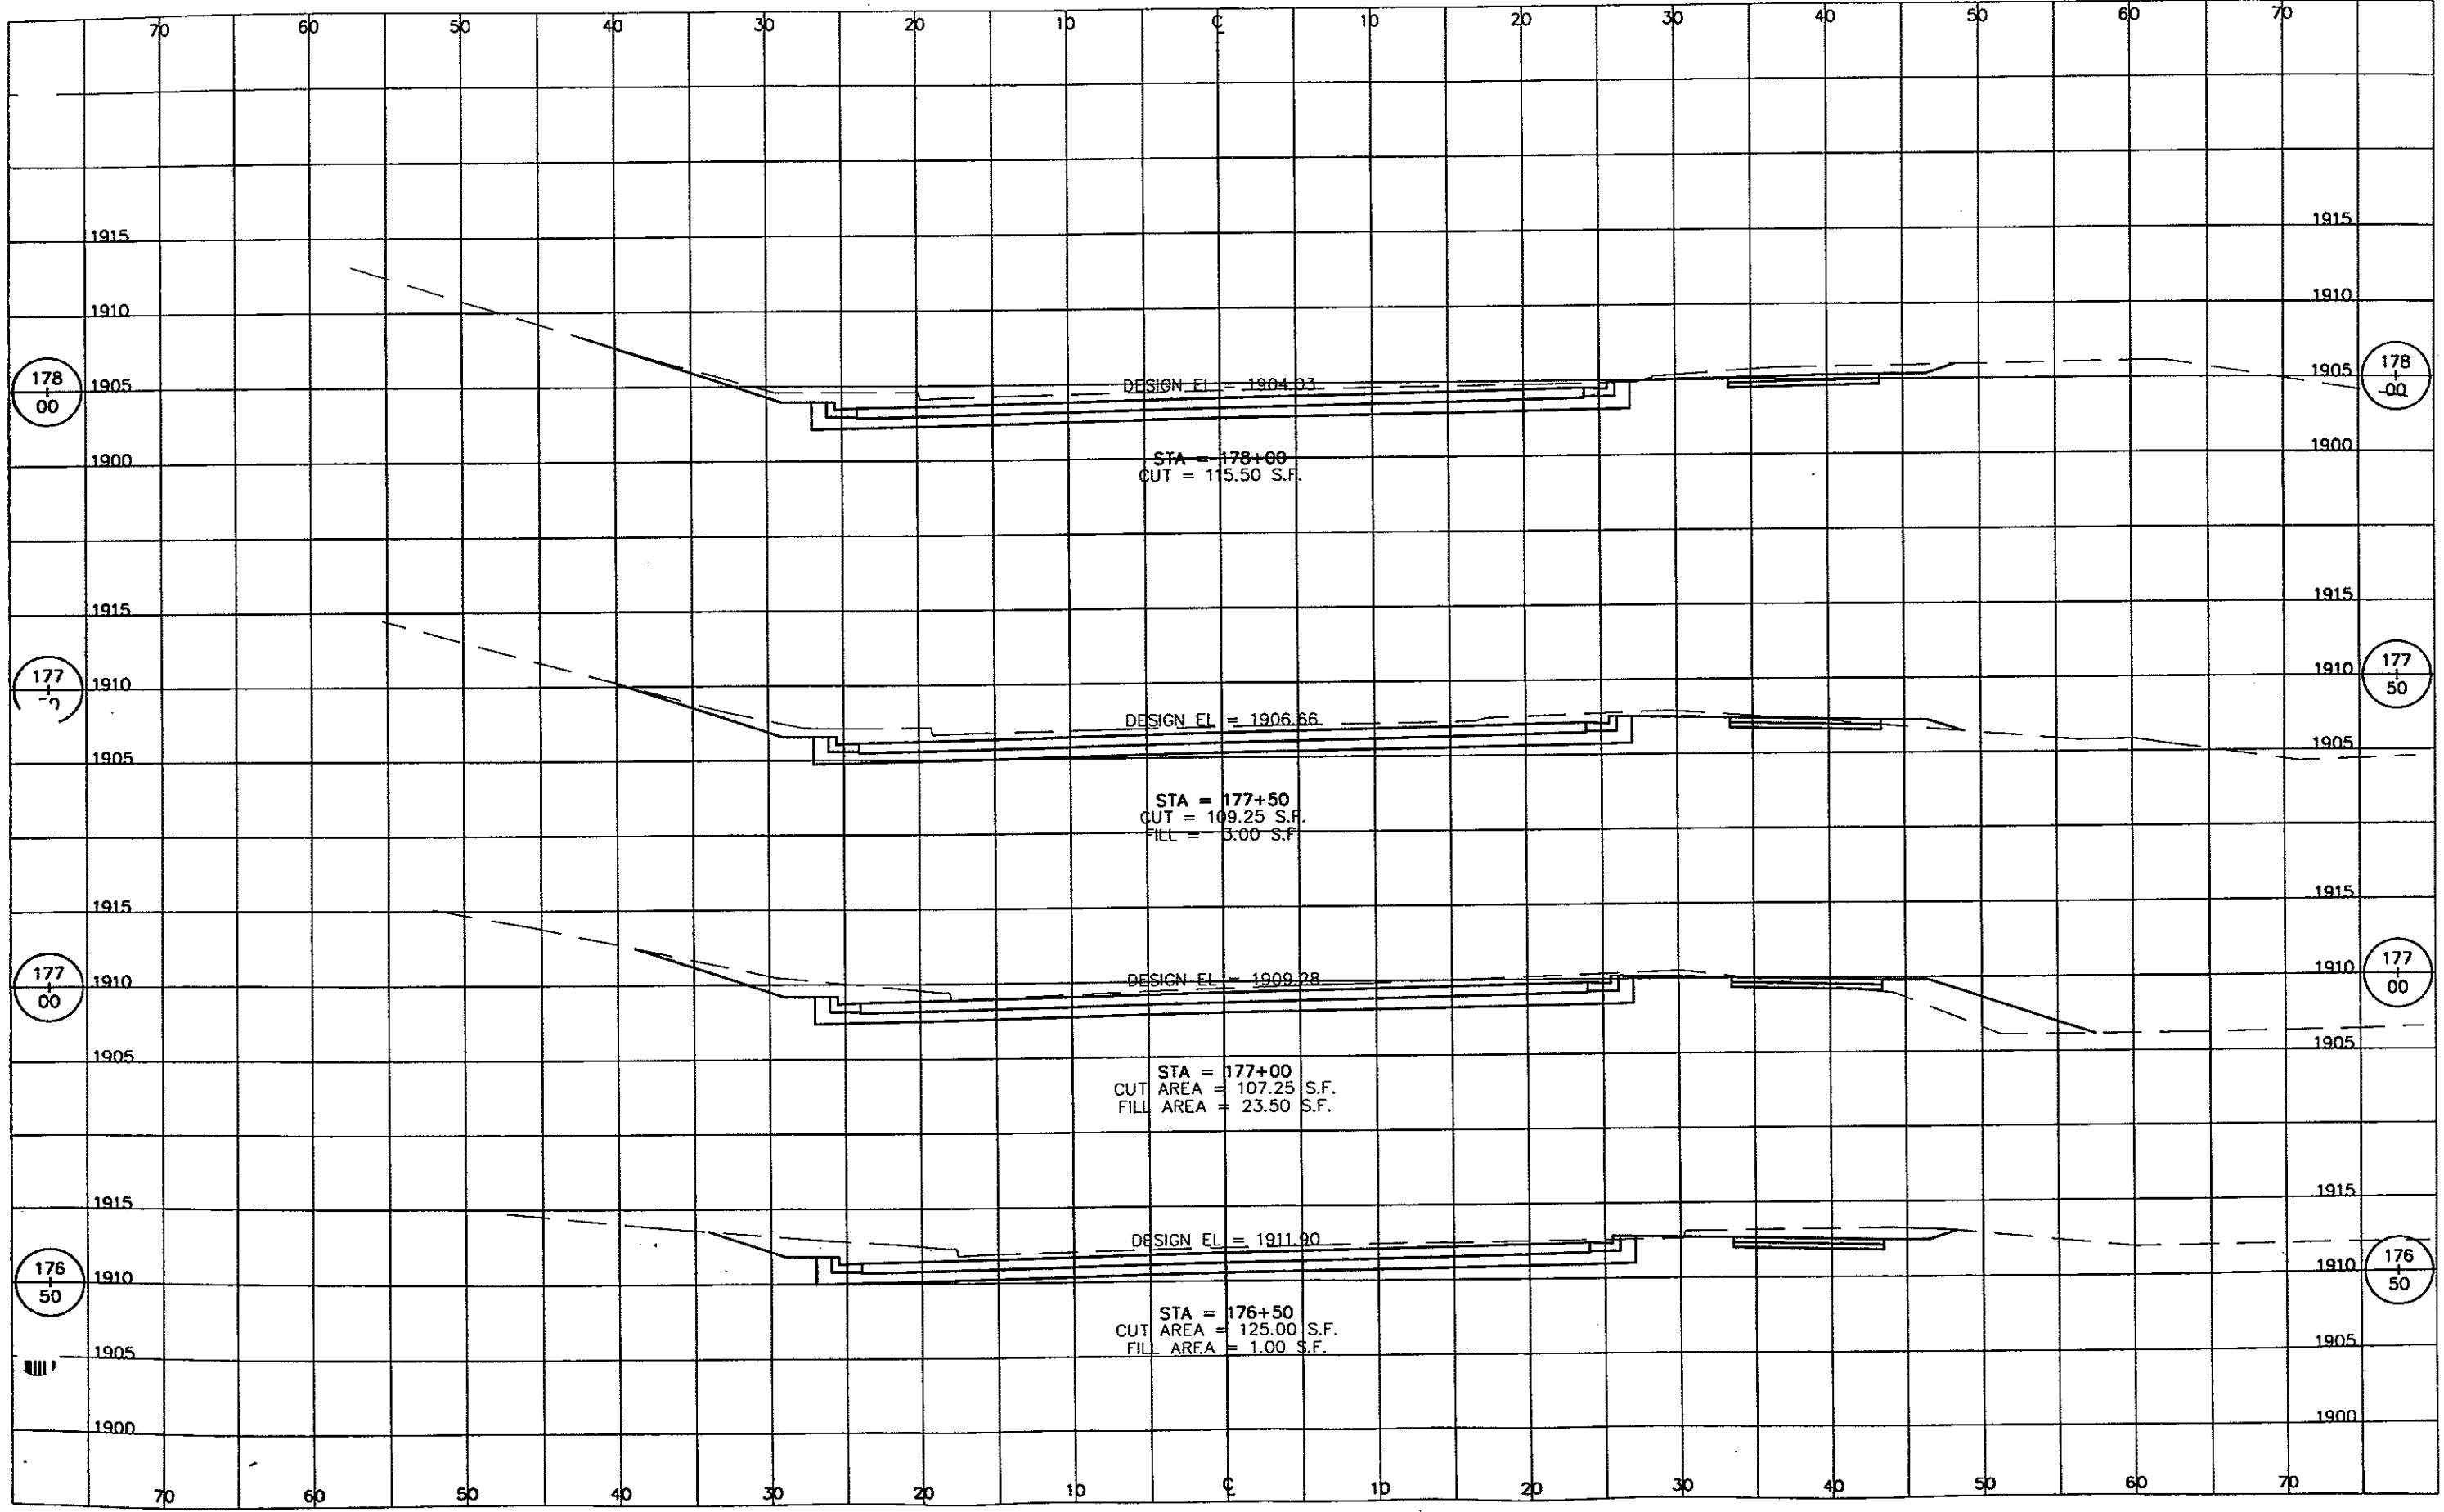 70 60 50 40 30 20 10 ℄ 10 20 30 40 50 60 70
1915 1915
1910 1910
178 00 1905 DESIGN EL = 1904.03 1905 178 00
1900 STA = 178+00 1900
CUT = 115.50 S.F.
1915 1915
177 1910 1910 177 50
DESIGN EL = 1906.66
1905 1905
STA = 177+50
CUT = 109.25 S.F.
FILL = 3.00 S.F.
1915 1915
177 00 1910 DESIGN EL = 1909.28 1910 177 00
1905 1905
STA = 177+00
CUT AREA = 107.25 S.F.
FILL AREA = 23.50 S.F.
1915 1915
DESIGN EL = 1911.90
176 50 1910 1910 176 50
STA = 176+50
CUT AREA = 125.00 S.F.
1905 FILL AREA = 1.00 S.F. 1905
1900 1900
70 60 50 40 30 20 10 ℄ 10 20 30 40 50 60 70